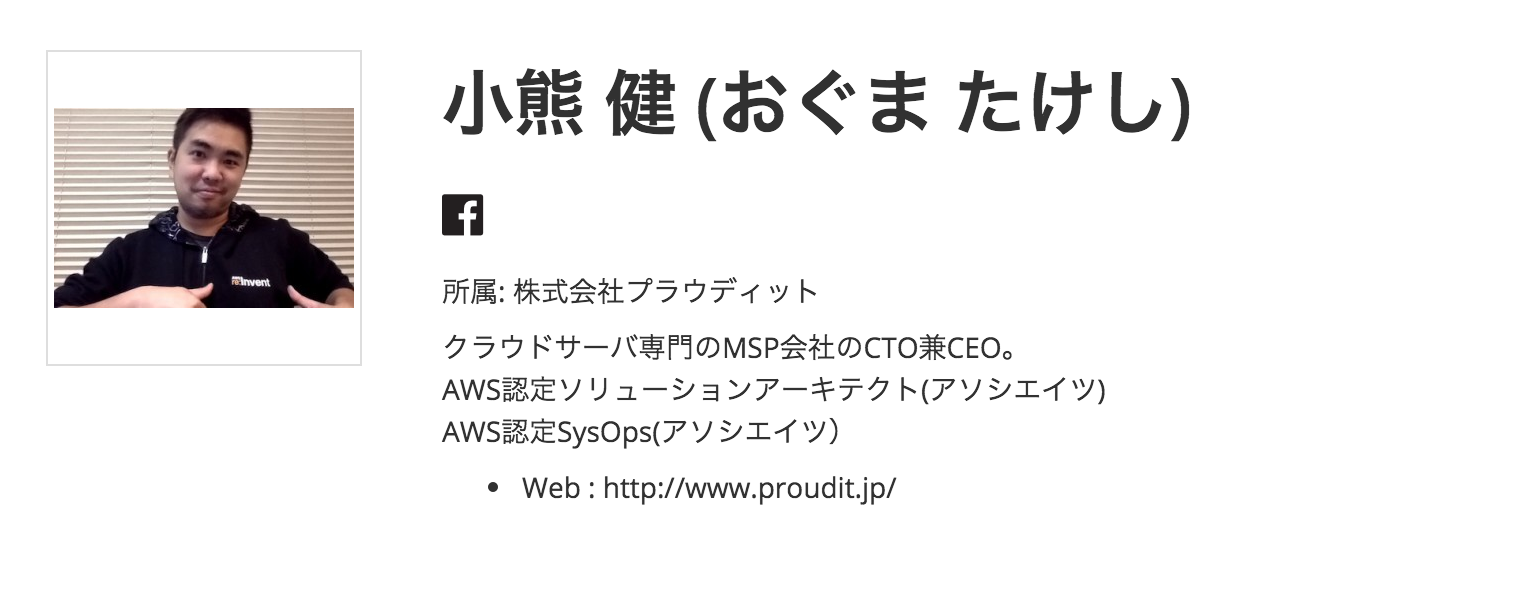 小熊 健 (おぐま たけし)
re:Invent
所属: 株式会社プラウディット
クラウドサーバ専門のMSP会社のCTO兼CEO。
AWS認定ソリューションアーキテクト(アソシエイツ)
AWS認定SysOps(アソシエイツ）
Web : http://www.proudit.jp/